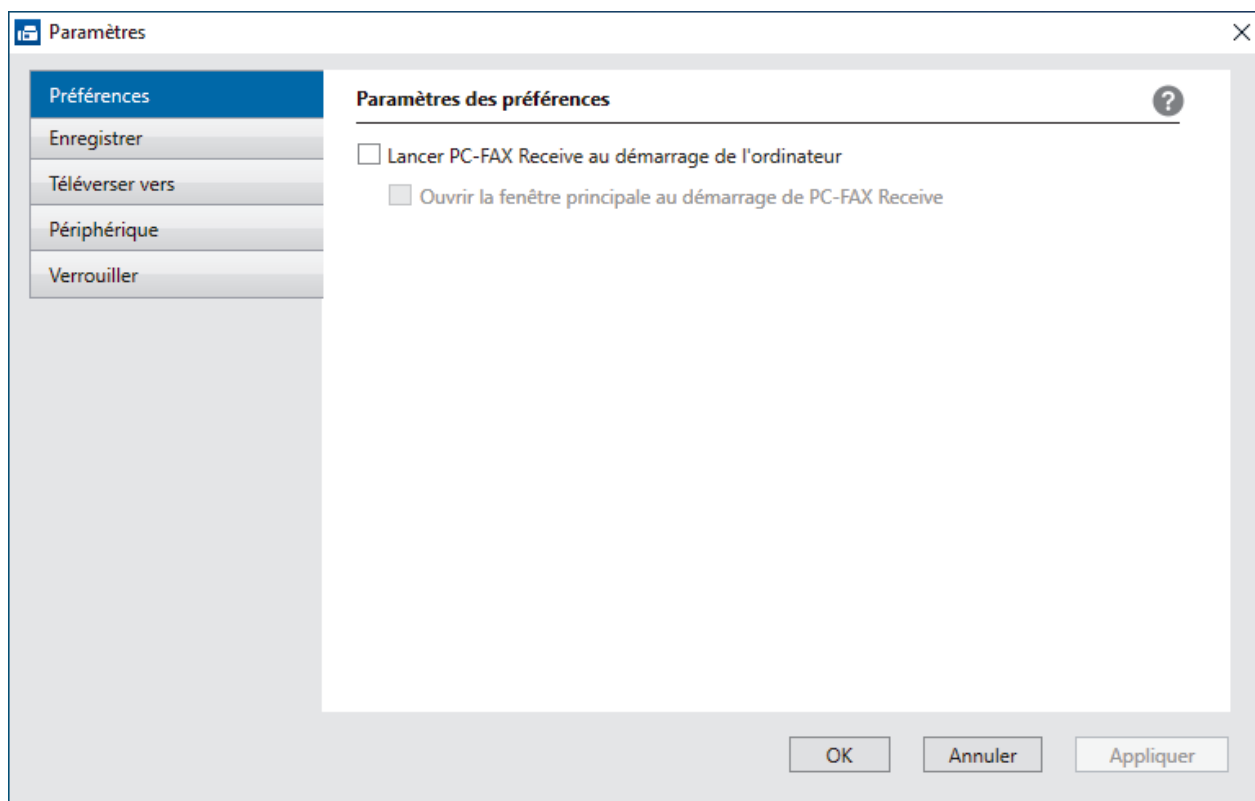 Paramètres
Préférences
Enregistrer
Téléverser vers
Périphérique
Verrouiller
Paramètres des préférences
?
Lancer PC-FAX Receive au démarrage de l'ordinateur
Ouvrir la fenêtre principale au démarrage de PC-FAX Receive
OK
Annuler
Appliquer